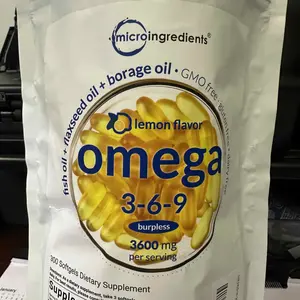 microingredients®
fish oil + flaxseed oil + borage oil • GMO free
lemon flavor
omega
3-6-9
burpless
3600 mg
per serving
300 Softgels Dietary Supplement